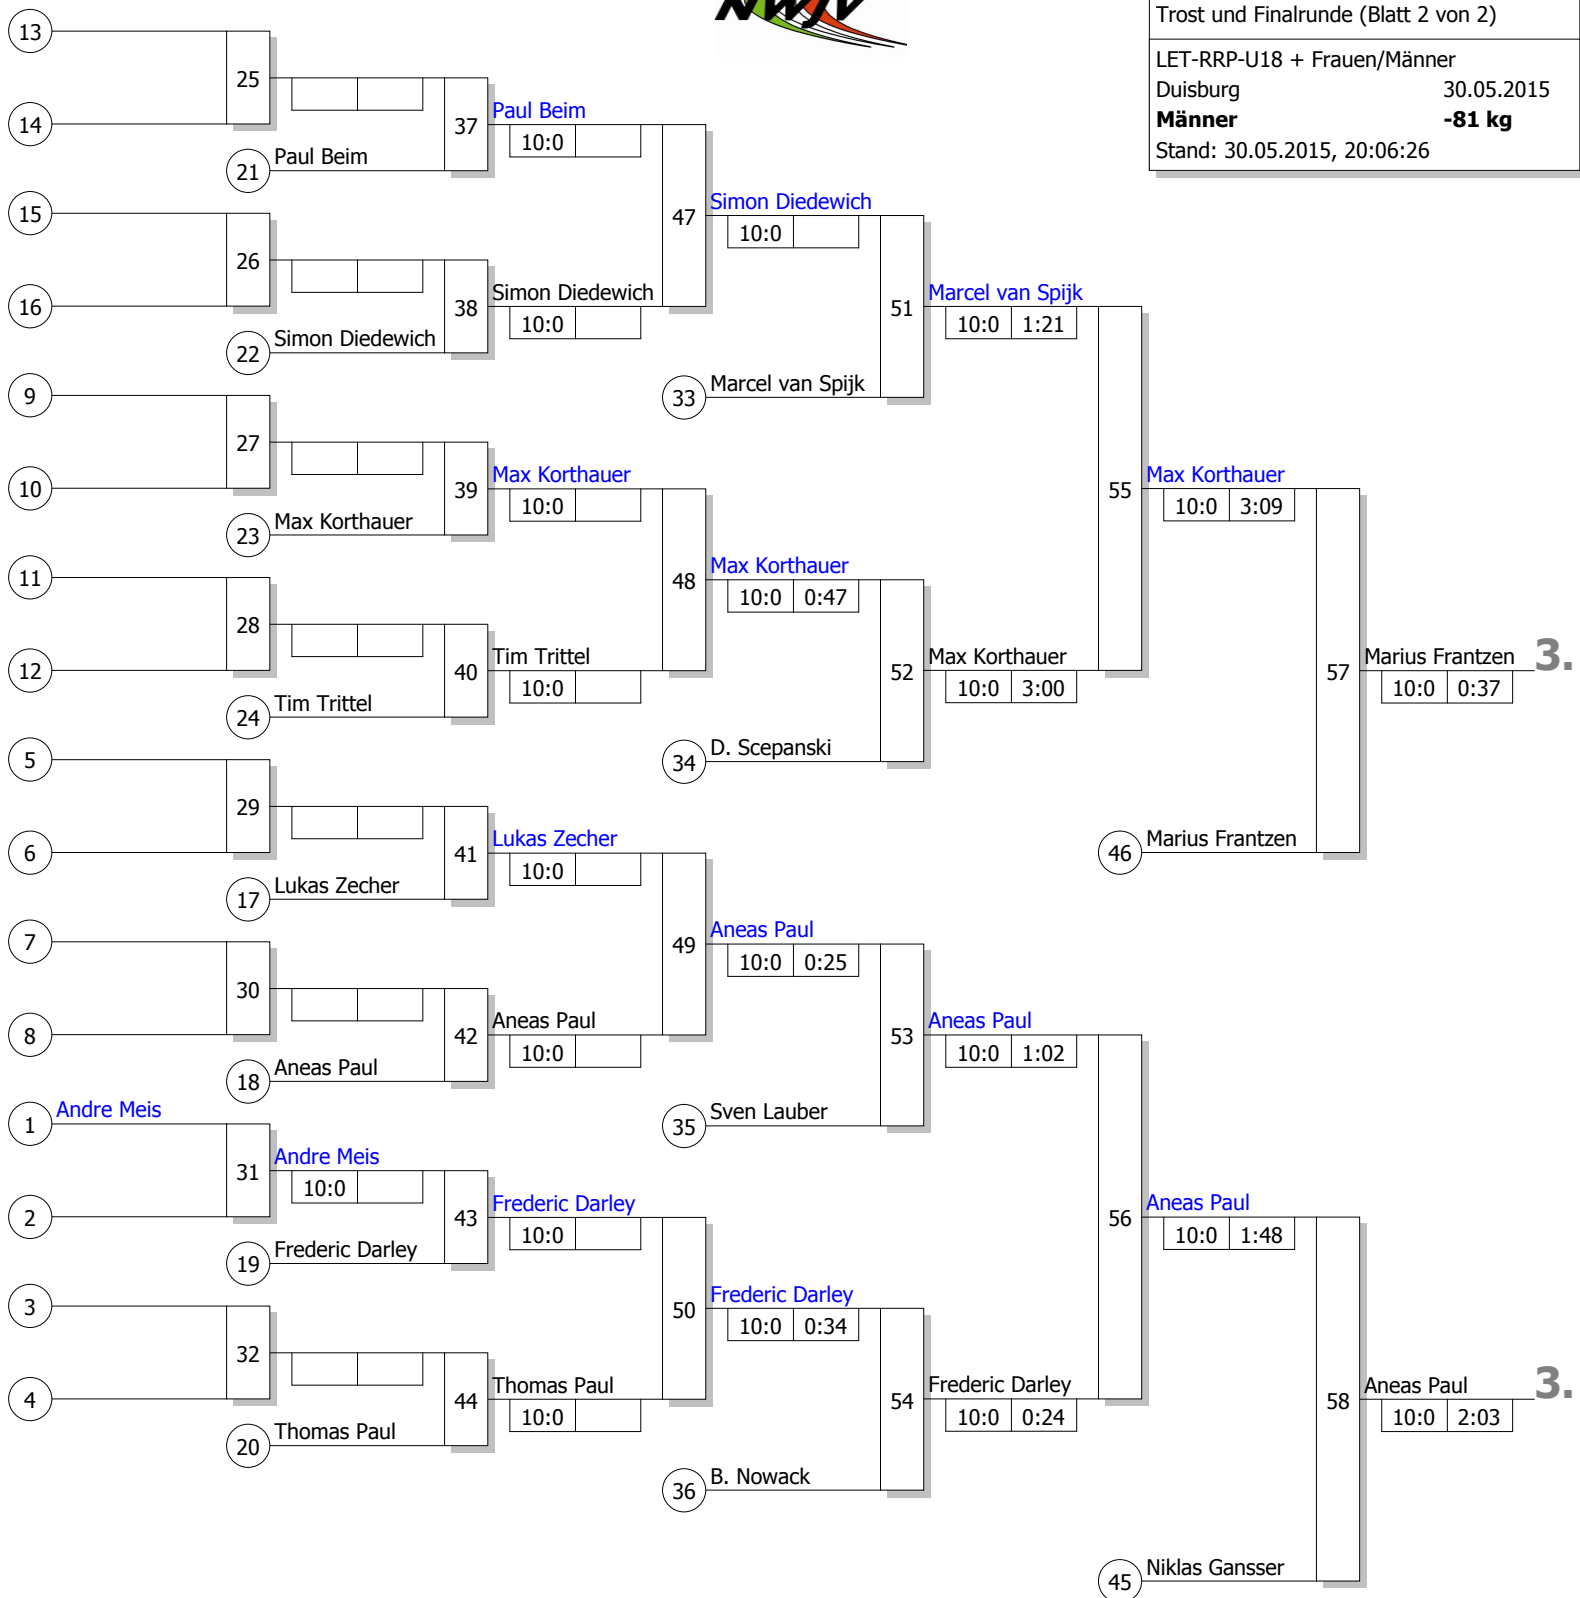 NWJV
Trost und Finalrunde (Blatt 2 von 2)
LET-RRP-U18 + Frauen/Männer
Duisburg 30.05.2015
Männer -81 kg
Stand: 30.05.2015, 20:06:26
13
25
14
37
Paul Beim
10:0
21 Paul Beim
15
47
Simon Diedewich
10:0
26
16
38
Simon Diedewich
10:0
22 Simon Diedewich
51
Marcel van Spijk
10:0 1:21
33 Marcel van Spijk
9
27
10
39
Max Korthauer
10:0
23 Max Korthauer
55
Max Korthauer
10:0 3:09
11
48
Max Korthauer
10:0 0:47
28
12
40
Tim Trittel
10:0
24 Tim Trittel
52
Max Korthauer
10:0 3:00
34 D. Scepanski
57
Marius Frantzen 3.
10:0 0:37
5
29
6
41
Lukas Zecher
10:0
46 Marius Frantzen
17 Lukas Zecher
7
49
Aneas Paul
10:0 0:25
30
8
42
Aneas Paul
10:0
18 Aneas Paul
53
Aneas Paul
10:0 1:02
35 Sven Lauber
1 Andre Meis
31
Andre Meis
10:0
2
43
Frederic Darley
10:0
19 Frederic Darley
56
Aneas Paul
10:0 1:48
3
50
Frederic Darley
10:0 0:34
32
4
44
Thomas Paul
10:0
20 Thomas Paul
54
Frederic Darley
10:0 0:24
36 B. Nowack
58
Aneas Paul 3.
10:0 2:03
45 Niklas Gansser